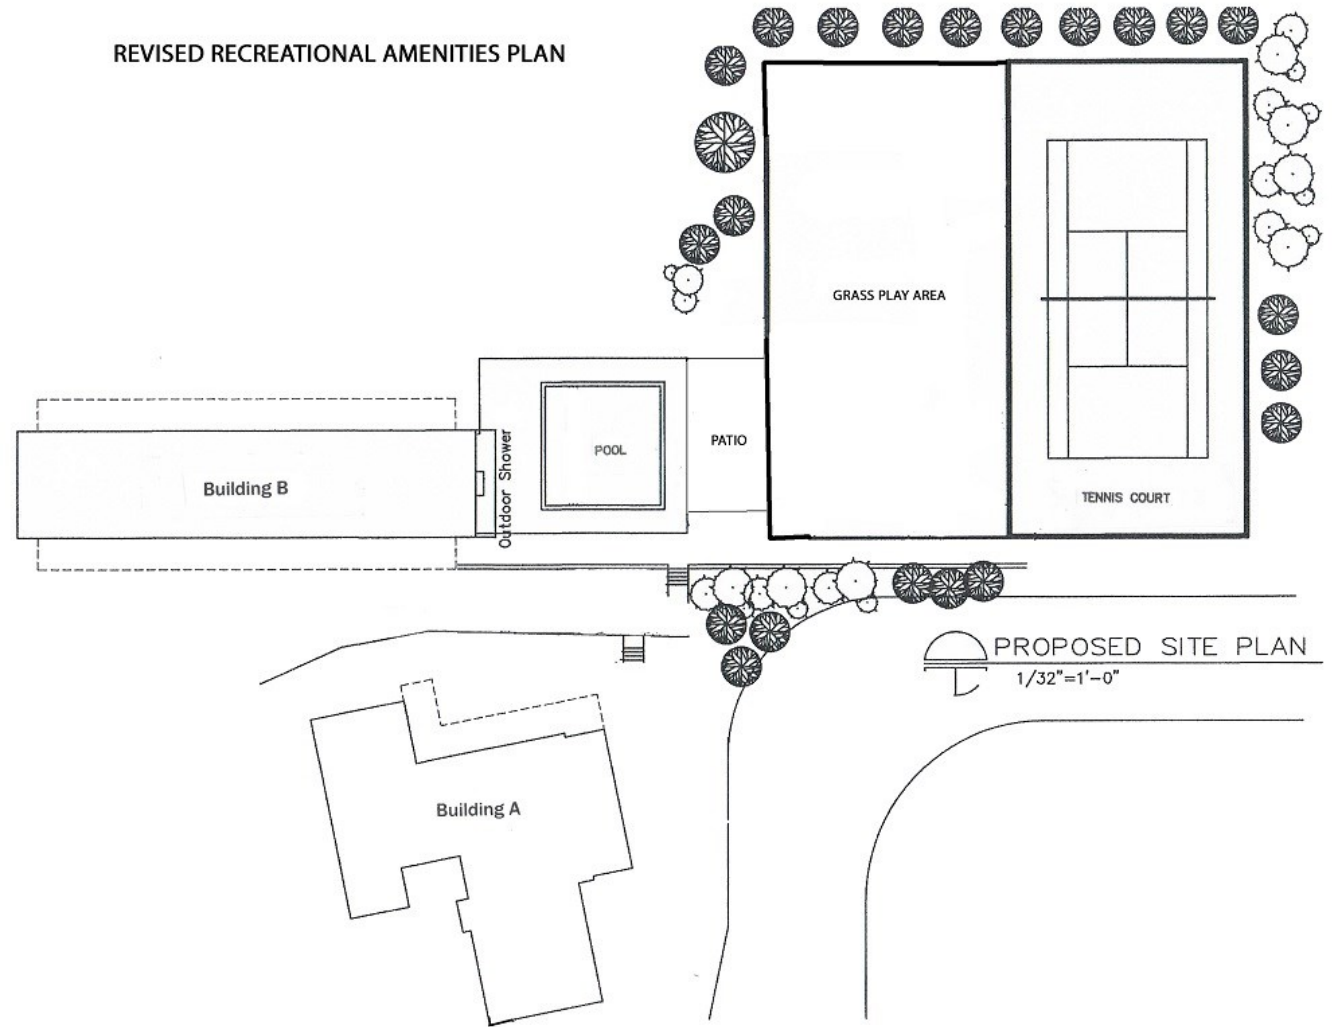 REVISED RECREATIONAL AMENITIES PLAN
GRASS PLAY AREA
PATIO
POOL
Outdoor Shower
Building B
TENNIS COURT
PROPOSED SITE PLAN
1/32"=1'-0"
Building A